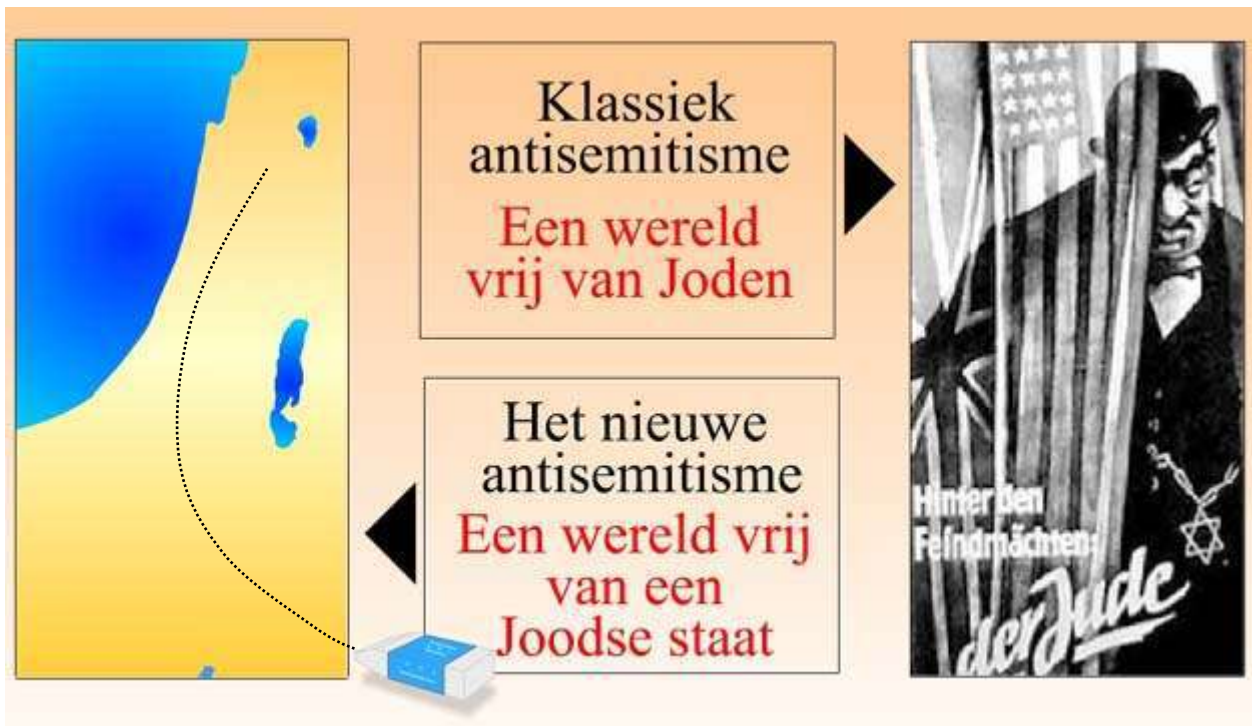 Klassiek
antisemitisme
Een wereld
vrij van Joden
Het nieuwe
antisemitisme
Een wereld vrij
van een
Joodse staat
Hinter den
Feindmächten:
der Jude